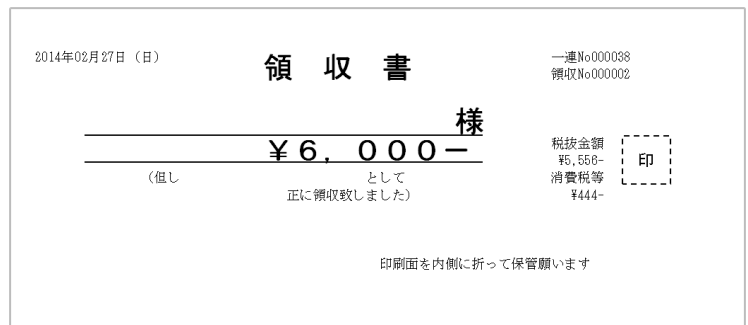 2014年02月27日 (日)
領 収 書
一連No000038
領収No000002
様
¥6, 000－
(但し として
正に領収致しました)
税抜金額
¥5,556-
消費税等
¥444-
印
印刷面を内側に折って保管願います